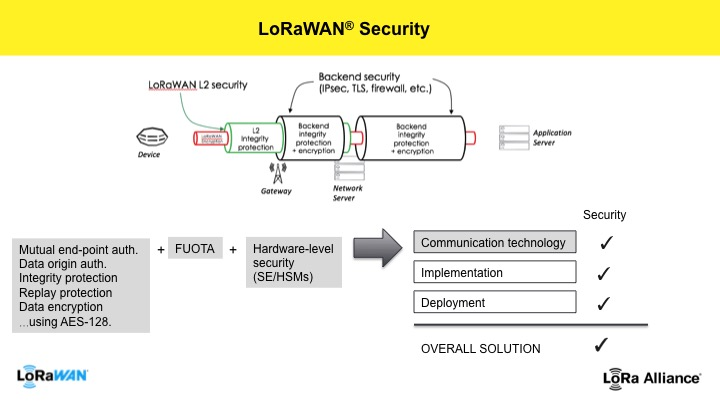 LoRaWAN® Security
LoRaWAN L2 security
Backend security
(IPsec, TLS, firewall, etc.)
L2
integrity
protection
Backend
integrity
protection
+ encryption
Backend
integrity
protection
+ encryption
Device
Gateway
Network
Server
Application
Server
Security
Mutual end-point auth.
Data origin auth.
Integrity protection
Replay protection
Data encryption
...using AES-128.
+ FUOTA +
Hardware-level
security
(SE/HSMs)
Communication technology ✓
Implementation ✓
Deployment ✓
OVERALL SOLUTION ✓
LoRaWAN®
LoRa Alliance®